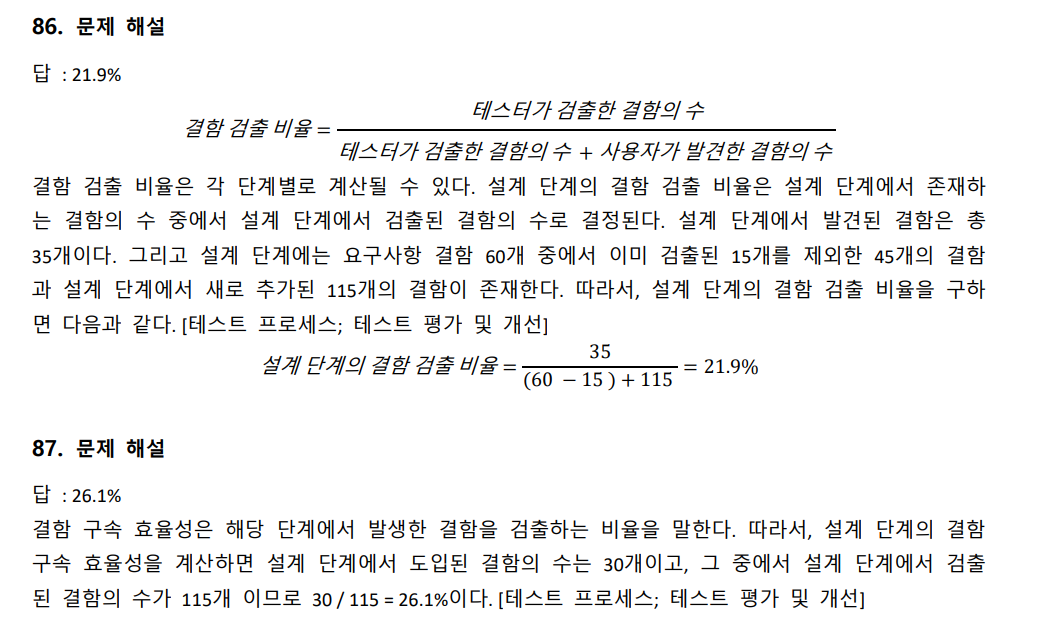 86. 문제 해설
답 : 21.9%
결함 검출 비율 = 테스터가 검출한 결함의 수 / 테스터가 검출한 결함의 수 + 사용자가 발견한 결함의 수
결함 검출 비율은 각 단계별로 계산될 수 있다. 설계 단계의 결함 검출 비율은 설계 단계에서 존재하
는 결함의 수 중에서 설계 단계에서 검출된 결함의 수로 결정된다. 설계 단계에서 발견된 결함은 총
35개이다. 그리고 설계 단계에는 요구사항 결함 60개 중에서 이미 검출된 15개를 제외한 45개의 결함
과 설계 단계에서 새로 추가된 115개의 결함이 존재한다. 따라서, 설계 단계의 결함 검출 비율을 구하
면 다음과 같다. [테스트 프로세스; 테스트 평가 및 개선]
설계 단계의 결함 검출 비율 = 35 / (60 − 15 ) + 115 = 21.9%
87. 문제 해설
답 : 26.1%
결함 구속 효율성은 해당 단계에서 발생한 결함을 검출하는 비율을 말한다. 따라서, 설계 단계의 결함
구속 효율성을 계산하면 설계 단계에서 도입된 결함의 수는 30개이고, 그 중에서 설계 단계에서 검출
된 결함의 수가 115개 이므로 30 / 115 = 26.1%이다. [테스트 프로세스; 테스트 평가 및 개선]